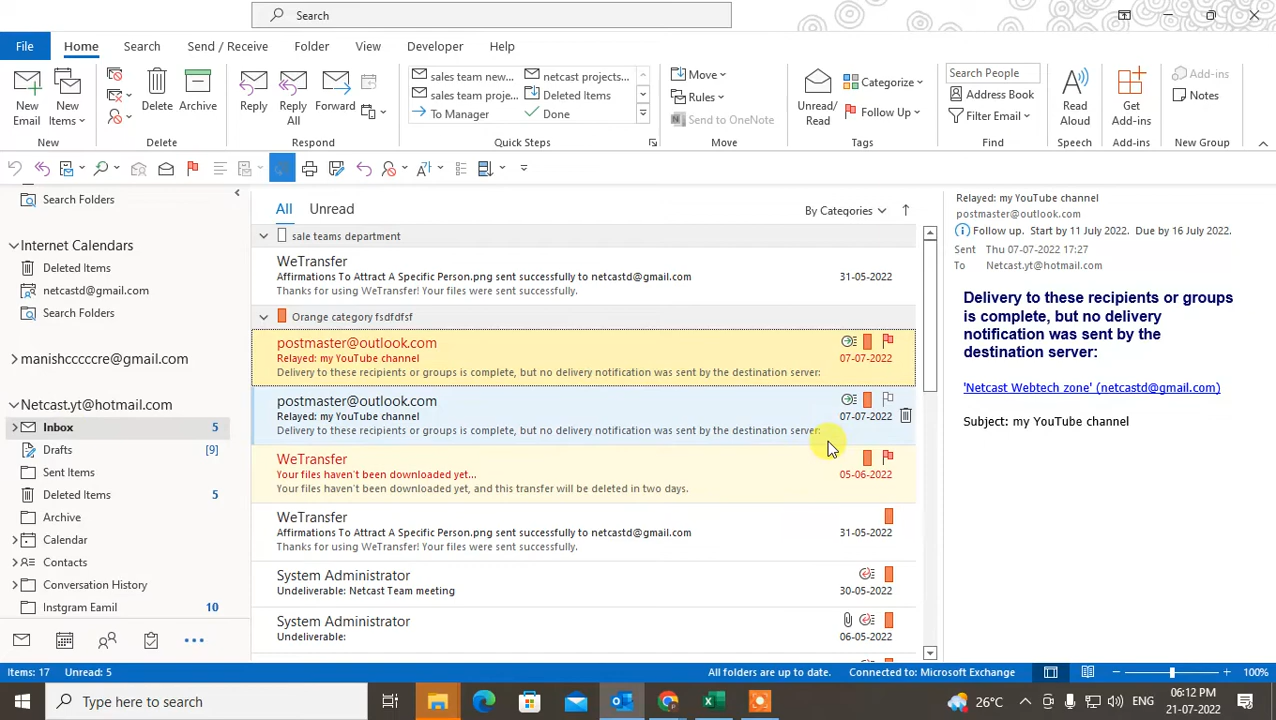 Search
File Home Search Send / Receive Folder View Developer Help
New Email
New Items
Delete
Archive
Reply
Reply All
Forward
sales team new... netcast projects...
sales team proje... Deleted Items
To Manager Done
Move
Rules
Send to OneNote
Unread/ Read
Categorize
Follow Up
Search People
Address Book
Filter Email
Read Aloud
Get Add-ins
Add-ins
Notes
New Delete Respond Quick Steps Move Tags Find Speech Add-ins New Group
Search Folders
Internet Calendars
Deleted Items
netcastd@gmail.com
Search Folders
manishcccccre@gmail.com
Netcast.yt@hotmail.com
Inbox 5
Drafts [9]
Sent Items
Deleted Items 5
Archive
Calendar
Contacts
Conversation History
Instgram Eamil 10
All Unread By Categories
sale teams department
WeTransfer
Affirmations To Attract A Specific Person.png sent successfully to netcastd@gmail.com 31-05-2022
Thanks for using WeTransfer! Your files were sent successfully.
Orange category fsdfdfsf
postmaster@outlook.com
Relayed: my YouTube channel 07-07-2022
Delivery to these recipients or groups is complete, but no delivery notification was sent by the destination server:
postmaster@outlook.com
Relayed: my YouTube channel 07-07-2022
Delivery to these recipients or groups is complete, but no delivery notification was sent by the destination server:
WeTransfer
Your files haven't been downloaded yet... 05-06-2022
Your files haven't been downloaded yet, and this transfer will be deleted in two days.
WeTransfer
Affirmations To Attract A Specific Person.png sent successfully to netcastd@gmail.com 31-05-2022
Thanks for using WeTransfer! Your files were sent successfully.
System Administrator
Undeliverable: Netcast Team meeting 30-05-2022
System Administrator
Undeliverable: 06-05-2022
Relayed: my YouTube channel
postmaster@outlook.com
Follow up. Start by 11 July 2022. Due by 16 July 2022.
Sent Thu 07-07-2022 17:27
To Netcast.yt@hotmail.com
Delivery to these recipients or groups
is complete, but no delivery
notification was sent by the
destination server:
'Netcast Webtech zone' (netcastd@gmail.com)
Subject: my YouTube channel
Items: 17 Unread: 5 All folders are up to date. Connected to: Microsoft Exchange 100%
Type here to search 26°C ENG 06:12 PM
21-07-2022